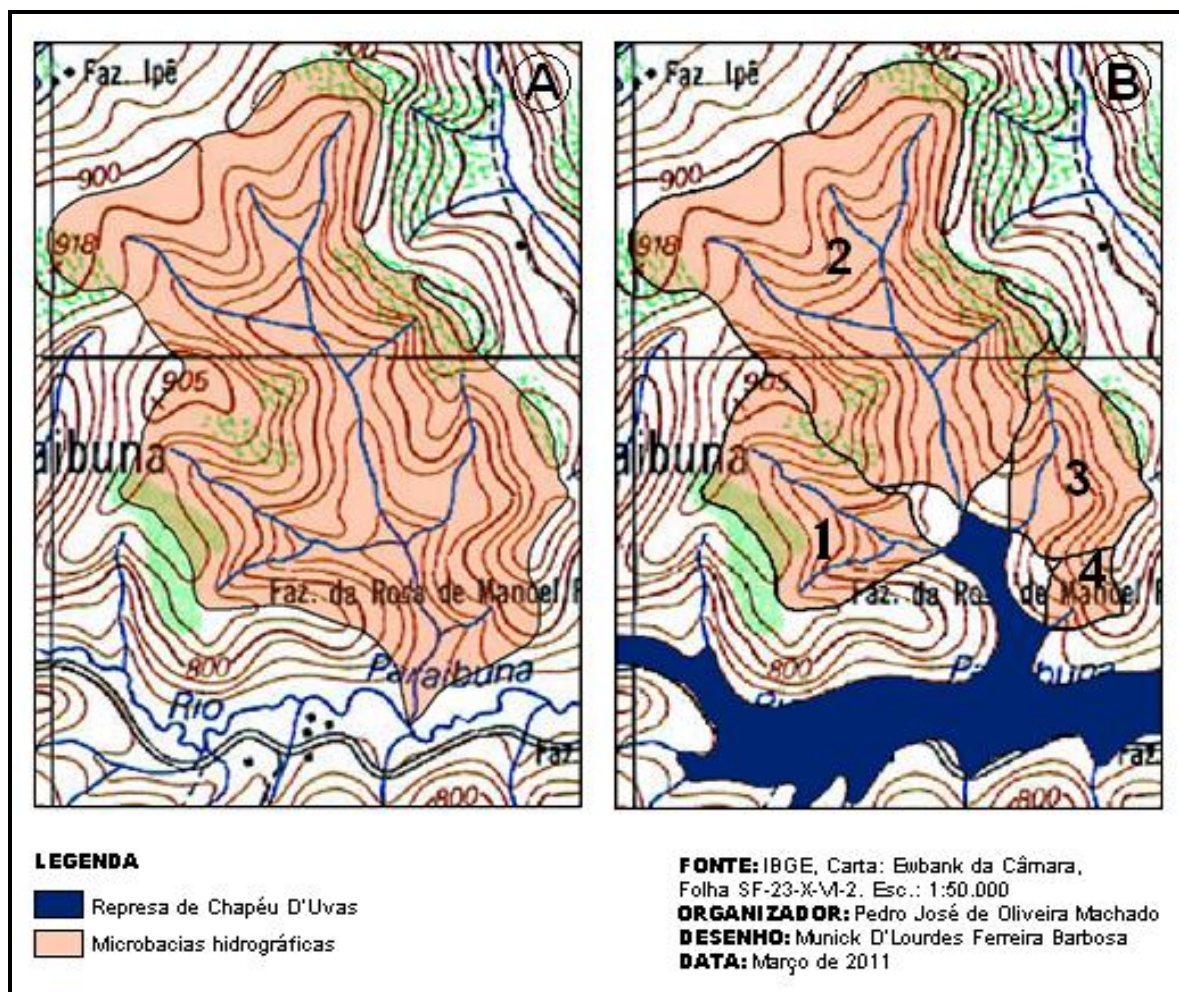 A
Faz. Ipê
900
918
905
aibuna
Faz. da Rosa de Manoel R
800
Paraibuna
Rio
Faz.
800
B
Faz. Ipê
900
918
2
905
aibuna
3
1
4
Faz. da Ro de Manoel R
800
buna
800
LEGENDA
Represa de Chapéu D'Uvas
Microbacias hidrográficas
FONTE: IBGE, Carta: Ewbank da Câmara,
Folha SF-23-X-VI-2. Esc.: 1:50.000
ORGANIZADOR: Pedro José de Oliveira Machado
DESENHO: Munick D'Lourdes Ferreira Barbosa
DATA: Março de 2011